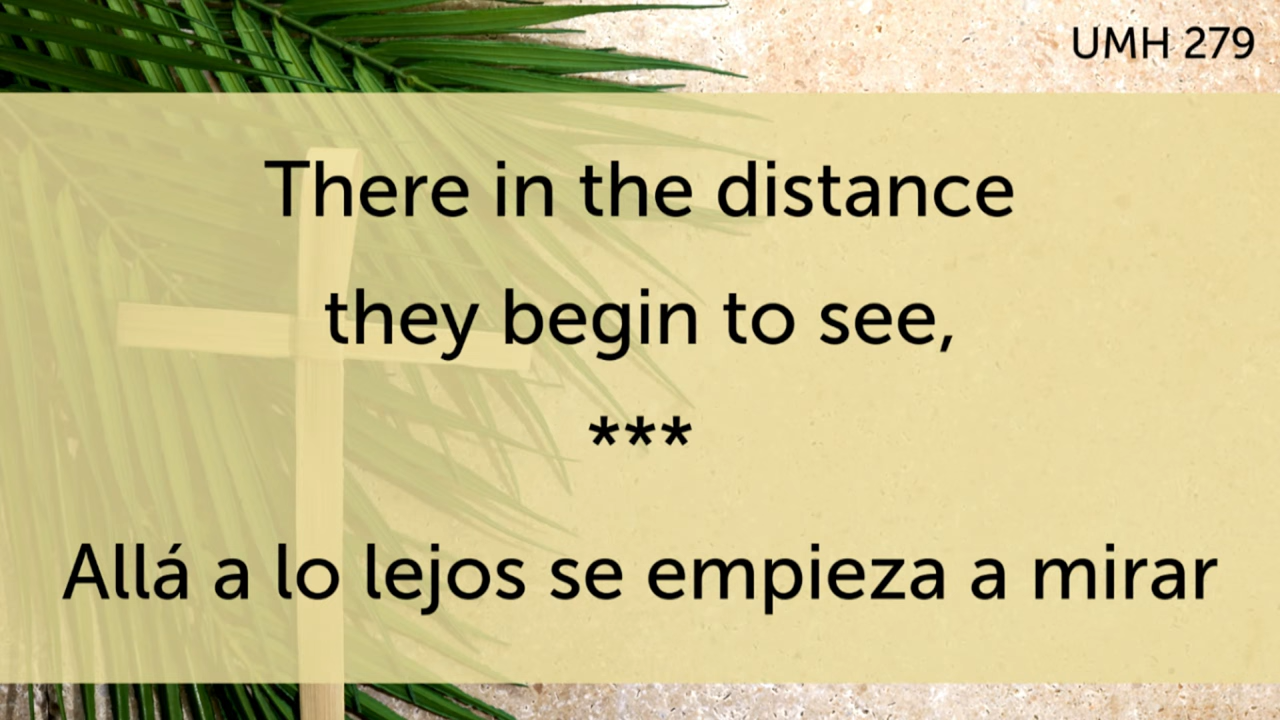 UMH 279
There in the distance
they begin to see,
***
Allá a lo lejos se empieza a mirar